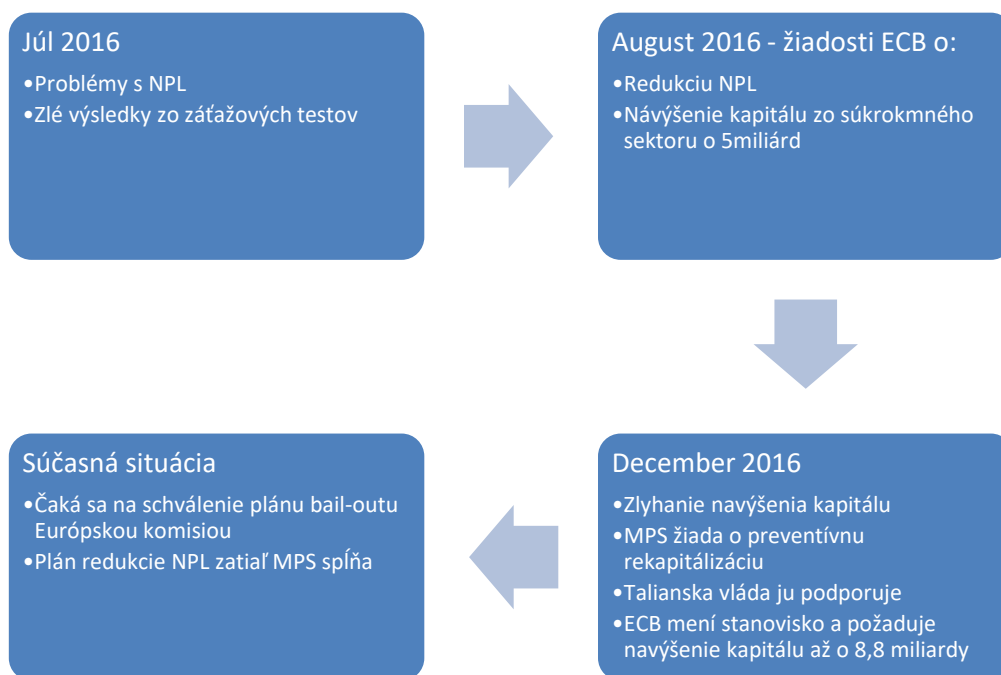 Júl 2016
•Problémy s NPL
•Zlé výsledky zo záťažových testov
August 2016 - žiadosti ECB o:
•Redukciu NPL
•Návýšenie kapitálu zo súkrokmného
sektoru o 5miliárd
December 2016
•Zlyhanie navýšenia kapitálu
•MPS žiada o preventívnu
rekapitálizáciu
•Talianska vláda ju podporuje
•ECB mení stanovisko a požaduje
navýšenie kapitálu až o 8,8 miliardy
Súčasná situácia
•Čaká sa na schválenie plánu bail-outu
Európskou komisiou
•Plán redukcie NPL zatiaľ MPS spĺňa